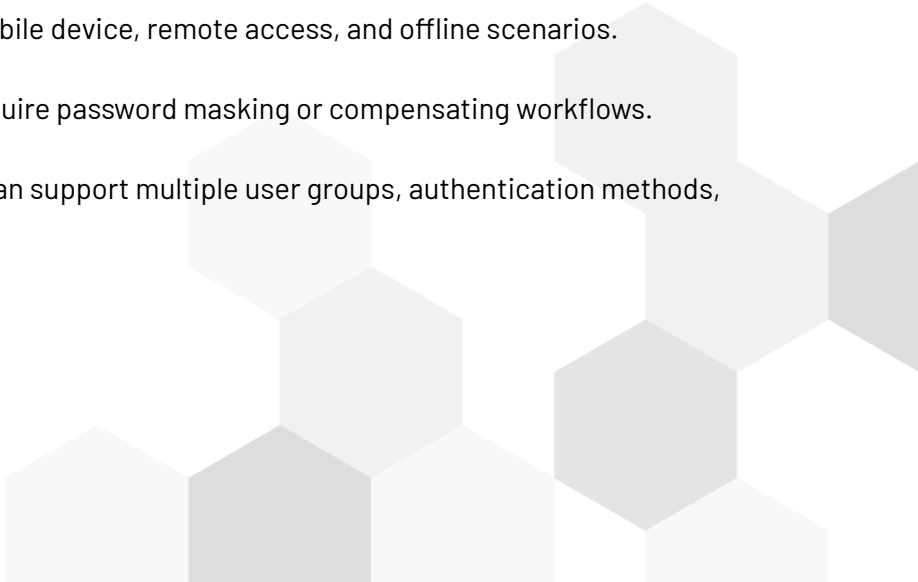 bile device, remote access, and offline scenarios.
uire password masking or compensating workflows.
an support multiple user groups, authentication methods,